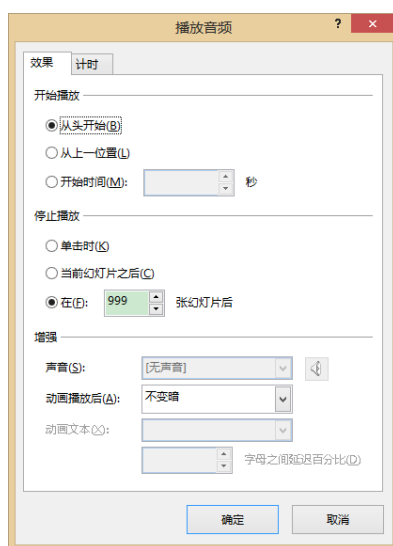 播放音频
? ×
效果 计时
开始播放
从头开始(B)
从上一位置(L)
开始时间(M): 秒
停止播放
单击时(K)
当前幻灯片之后(C)
在(F): 999 张幻灯片后
增强
声音(S): [无声音]
动画播放后(A): 不变暗
动画文本(X):
字母之间延迟百分比(D)
确定 取消